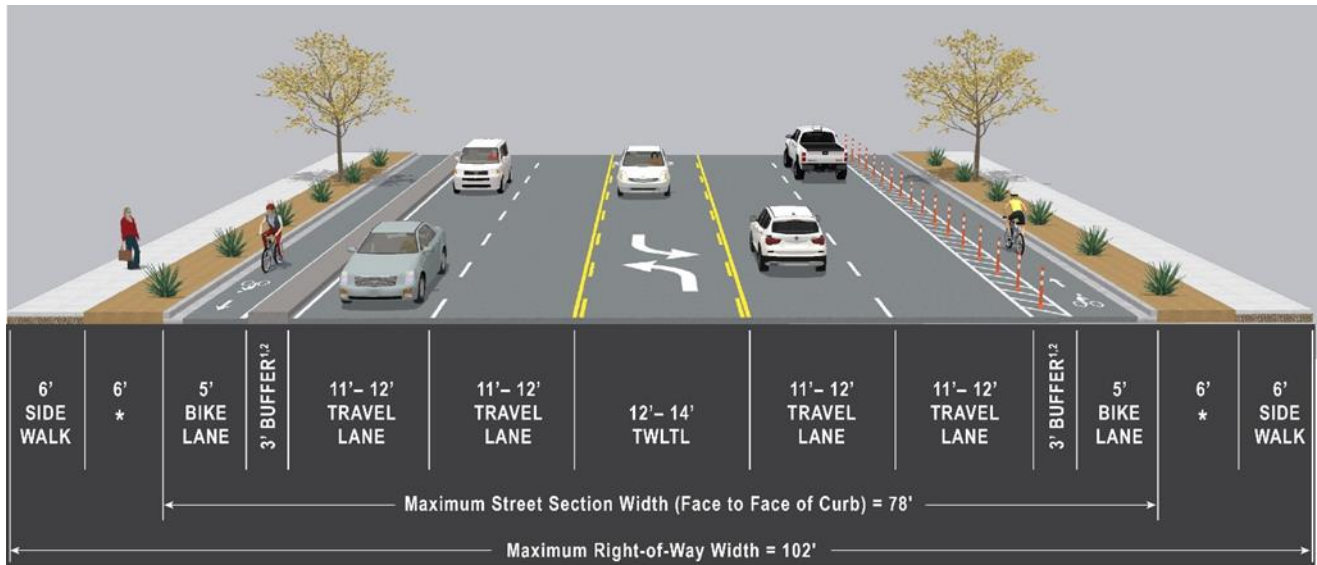 6’
SIDE
WALK
6’
*
5’
BIKE
LANE
3’ BUFFER1,2
11’– 12’
TRAVEL
LANE
11’– 12’
TRAVEL
LANE
12’– 14’
TWLTL
11’– 12’
TRAVEL
LANE
11’– 12’
TRAVEL
LANE
3’ BUFFER1,2
5’
BIKE
LANE
6’
*
6’
SIDE
WALK
Maximum Street Section Width (Face to Face of Curb) = 78'
Maximum Right-of-Way Width = 102'